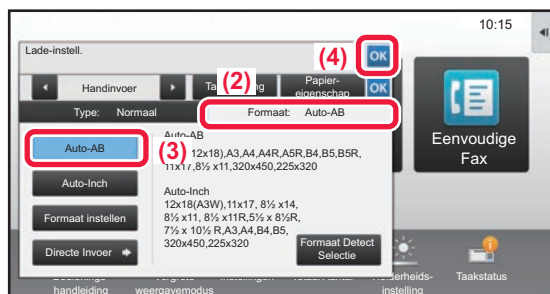 10:15
Lade-instell.
(4)
OK
Handinvoer
(2)
Papier-
eigenschap
OK
Type: Normaal
Formaat: Auto-AB
Auto-AB
(3)
Auto-AB
12x18),A3,A4,A4R,A5R,B4,B5,B5R,
11x17,8½ x11,320x450,225x320
Auto-Inch
Auto-Inch
12x18(A3W),11x17, 8½ x14,
8½ x11, 8½ x11R,5½ x 8½R,
7½ x 10½ R,A3,A4,B4,B5,
320x450,225x320
Formaat instellen
Directe Invoer
Formaat Detect
Selectie
Eenvoudige
Fax
handleiding
weergavemodus
instelling
Taakstatus